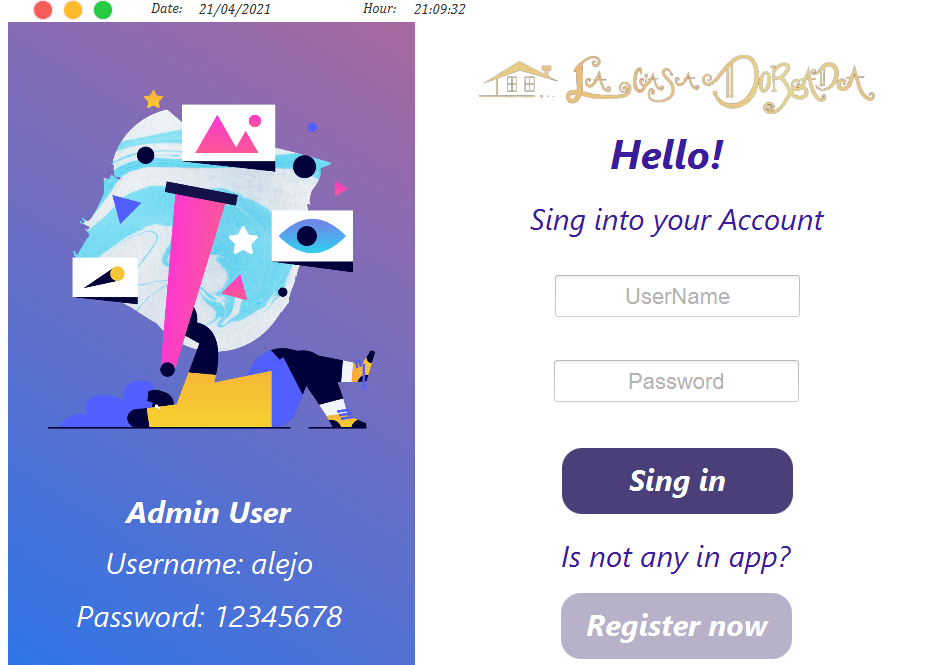 Date: 21/04/2021 Hour: 21:09:32
La Casa Dorada
Hello!
Sing into your Account
UserName
Password
Sing in
Is not any in app?
Register now
Admin User
Username: alejo
Password: 12345678